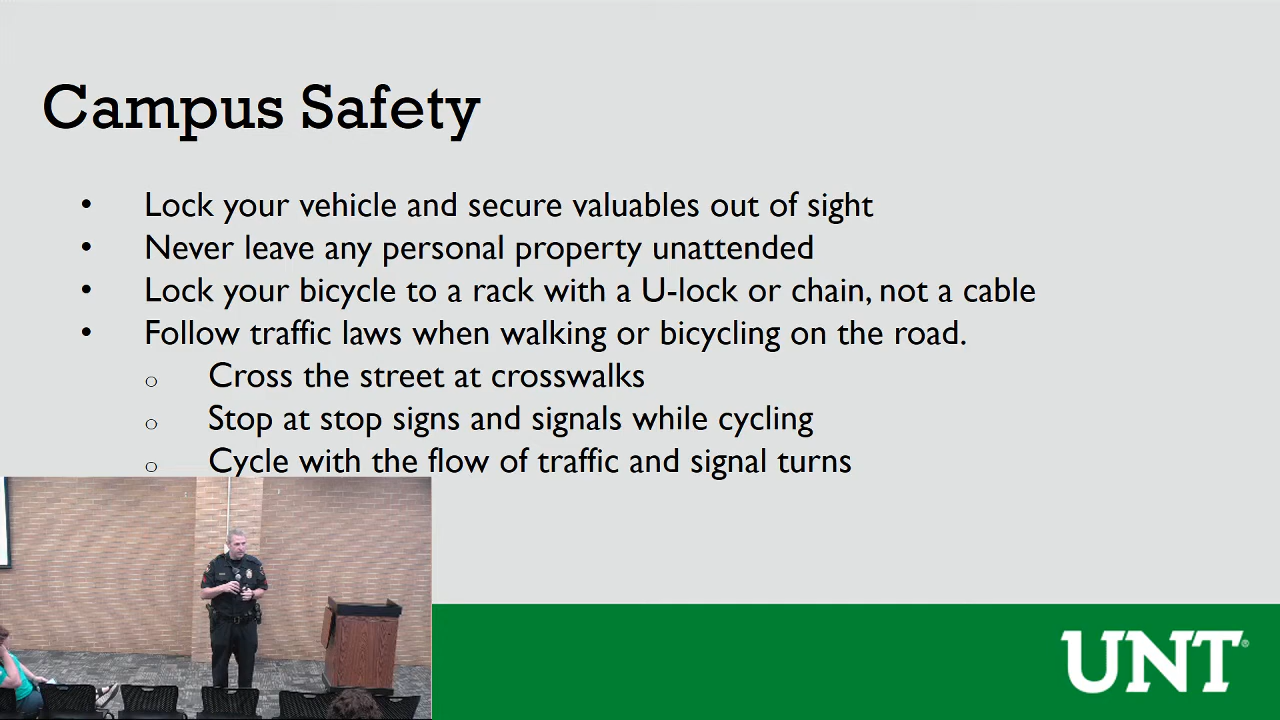 Campus Safety
• Lock your vehicle and secure valuables out of sight
• Never leave any personal property unattended
• Lock your bicycle to a rack with a U-lock or chain, not a cable
• Follow traffic laws when walking or bicycling on the road.
o Cross the street at crosswalks
o Stop at stop signs and signals while cycling
o Cycle with the flow of traffic and signal turns
UNT®